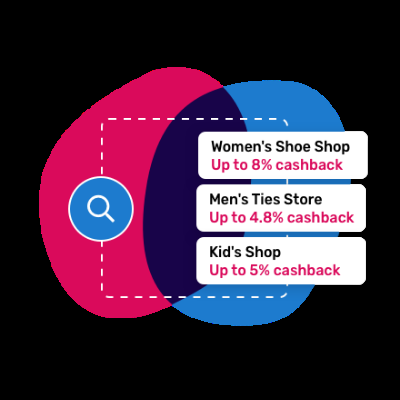 Women's Shoe Shop
Up to 8% cashback
Men's Ties Store
Up to 4.8% cashback
Kid's Shop
Up to 5% cashback